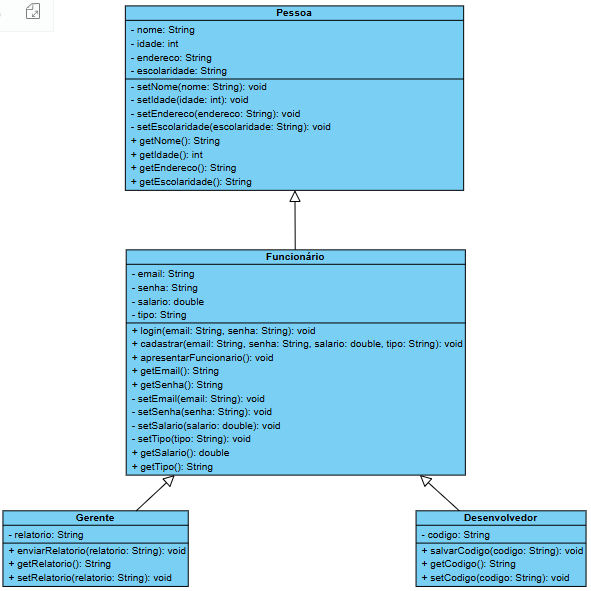 Pessoa
- nome: String
- idade: int
- endereco: String
- escolaridade: String
- setNome(nome: String): void
- setIdade(idade: int): void
- setEndereco(endereco: String): void
- setEscolaridade(escolaridade: String): void
+ getNome(): String
+ getIdade(): int
+ getEndereco(): String
+ getEscolaridade(): String
Funcionário
- email: String
- senha: String
- salario: double
- tipo: String
+ login(email: String, senha: String): void
+ cadastrar(email: String, senha: String, salario: double, tipo: String): void
+ apresentarFuncionario(): void
+ getEmail(): String
+ getSenha(): String
- setEmail(email: String): void
- setSenha(senha: String): void
- setSalario(salario: double): void
- setTipo(tipo: String): void
+ getSalario(): double
+ getTipo(): String
Gerente
- relatorio: String
+ enviarRelatorio(relatorio: String): void
+ getRelatorio(): String
+ setRelatorio(relatorio: String): void
Desenvolvedor
- codigo: String
+ salvarCodigo(codigo: String): void
+ getCodigo(): String
+ setCodigo(codigo: String): void